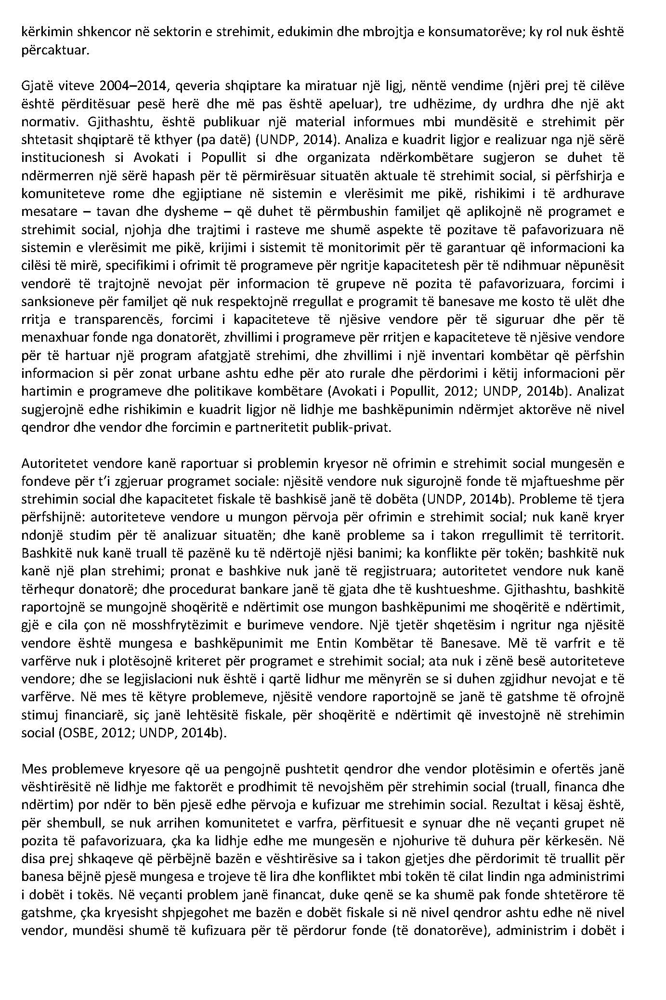 kërkimin shkencor në sektorin e strehimit, edukimin dhe mbrojtja e konsumatorëve; ky rol nuk është
përcaktuar.
Gjatë viteve 2004–2014, qeveria shqiptare ka miratuar një ligj, nëntë vendime (njëri prej të cilëve
është përditësuar pesë herë dhe më pas është apeluar), tre udhëzime, dy urdhra dhe një akt
normativ. Gjithashtu, është publikuar një material informues mbi mundësitë e strehimit për
shtetasit shqiptarë të kthyer (pa datë) (UNDP, 2014). Analiza e kuadrit ligjor e realizuar nga një sërë
institucionesh si Avokati i Popullit si dhe organizata ndërkombëtare sugjeron se duhet të
ndërmerren një sërë hapash për të përmirësuar situatën aktuale të strehimit social, si përfshirja e
komuniteteve rome dhe egjiptiane në sistemin e vlerësimit me pikë, rishikimi i të ardhurave
mesatare – tavan dhe dysheme – që duhet të përmbushin familjet që aplikojnë në programet e
strehimit social, njohja dhe trajtimi i rasteve me shumë aspekte të pozitave të pafavorizuara në
sistemin e vlerësimit me pikë, krijimi i sistemit të monitorimit për të garantuar që informacioni ka
cilësi të mirë, specifikimi i ofrimit të programeve për ngritje kapacitetesh për të ndihmuar nëpunësit
vendorë të trajtojnë nevojat për informacion të grupeve në pozita të pafavorizuara, forcimi i
sanksioneve për familjet që nuk respektojnë rregullat e programit të banesave me kosto të ulët dhe
rritja e transparencës, forcimi i kapaciteteve të njësive vendore për të siguruar dhe për të
menaxhuar fonde nga donatorët, zhvillimi i programeve për rritjen e kapaciteteve të njësive vendore
për të hartuar një program afatgjatë strehimi, dhe zhvillimi i një inventari kombëtar që përfshin
informacion si për zonat urbane ashtu edhe për ato rurale dhe përdorimi i këtij informacioni për
hartimin e programeve dhe politikave kombëtare (Avokati i Popullit, 2012; UNDP, 2014b). Analizat
sugjerojnë edhe rishikimin e kuadrit ligjor në lidhje me bashkëpunimin ndërmjet aktorëve në nivel
qendror dhe vendor dhe forcimin e partneritetit publik-privat.
Autoritetet vendore kanë raportuar si problemin kryesor në ofrimin e strehimit social mungesën e
fondeve për t’i zgjeruar programet sociale: njësitë vendore nuk sigurojnë fonde të mjaftueshme për
strehimin social dhe kapacitetet fiskale të bashkisë janë të dobëta (UNDP, 2014b). Probleme të tjera
përfshijnë: autoriteteve vendore u mungon përvoja për ofrimin e strehimit social; nuk kanë kryer
ndonjë studim për të analizuar situatën; dhe kanë probleme sa i takon rregullimit të territorit.
Bashkitë nuk kanë truall të pazënë ku të ndërtojë njësi banimi; ka konflikte për tokën; bashkitë nuk
kanë një plan strehimi; pronat e bashkive nuk janë të regjistruara; autoritetet vendore nuk kanë
tërhequr donatorë; dhe procedurat bankare janë të gjata dhe të kushtueshme. Gjithashtu, bashkitë
raportojnë se mungojnë shoqëritë e ndërtimit ose mungon bashkëpunimi me shoqëritë e ndërtimit,
gjë e cila çon në mosshfrytëzimit e burimeve vendore. Një tjetër shqetësim i ngritur nga njësitë
vendore është mungesa e bashkëpunimit me Entin Kombëtar të Banesave. Më të varfrit e të
varfërve nuk i plotësojnë kriteret për programet e strehimit social; ata nuk i zënë besë autoriteteve
vendore; dhe se legjislacioni nuk është i qartë lidhur me mënyrën se si duhen zgjidhur nevojat e të
varfërve. Në mes të këtyre problemeve, njësitë vendore raportojnë se janë të gatshme të ofrojnë
stimuj financiarë, siç janë lehtësitë fiskale, për shoqëritë e ndërtimit që investojnë në strehimin
social (OSBE, 2012; UNDP, 2014b).
Mes problemeve kryesore që ua pengojnë pushtetit qendror dhe vendor plotësimin e ofertës janë
vështirësitë në lidhje me faktorët e prodhimit të nevojshëm për strehimin social (truall, financa dhe
ndërtim) por ndër to bën pjesë edhe përvoja e kufizuar me strehimin social. Rezultat i kësaj është,
për shembull, se nuk arrihen komunitetet e varfra, përfituesit e synuar dhe në veçanti grupet në
pozita të pafavorizuara, çka ka lidhje edhe me mungesën e njohurive të duhura për kërkesën. Në
disa prej shkaqeve që përbëjnë bazën e vështirësive sa i takon gjetjes dhe përdorimit të truallit për
banesa bëjnë pjesë mungesa e trojeve të lira dhe konfliktet mbi tokën të cilat lindin nga administrimi
i dobët i tokës. Në veçanti problem janë financat, duke qenë se ka shumë pak fonde shtetërore të
gatshme, çka kryesisht shpjegohet me bazën e dobët fiskale si në nivel qendror ashtu edhe në nivel
vendor, mundësi shumë të kufizuara për të përdorur fonde (të donatorëve), administrim i dobët i